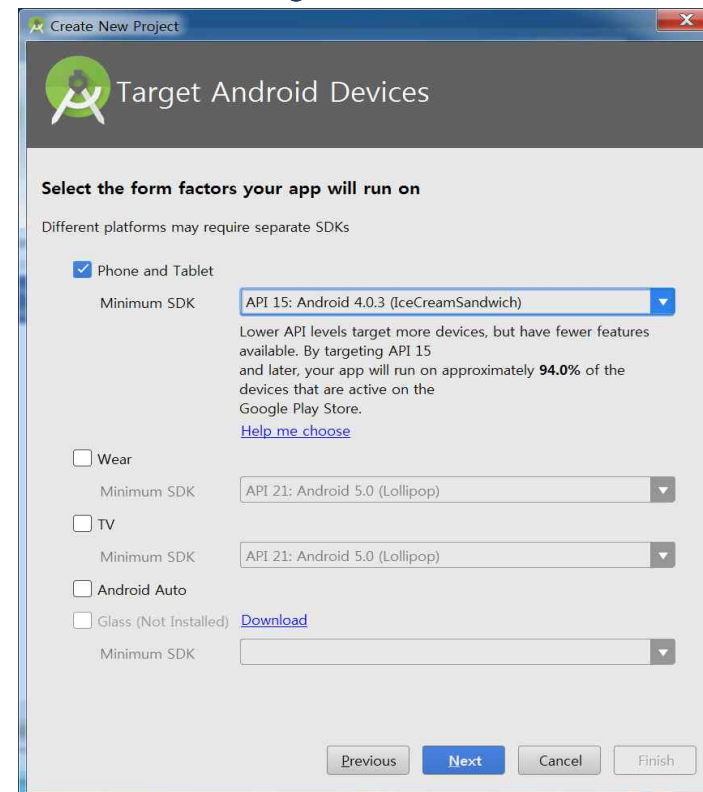 Create New Project
X
Target Android Devices
Select the form factors your app will run on
Different platforms may require separate SDKs
Phone and Tablet
Minimum SDK API 15: Android 4.0.3 (IceCreamSandwich)
Lower API levels target more devices, but have fewer features
available. By targeting API 15
and later, your app will run on approximately 94.0% of the
devices that are active on the
Google Play Store.
Help me choose
Wear
Minimum SDK API 21: Android 5.0 (Lollipop)
TV
Minimum SDK API 21: Android 5.0 (Lollipop)
Android Auto
Glass (Not Installed) Download
Minimum SDK
Previous Next Cancel Finish